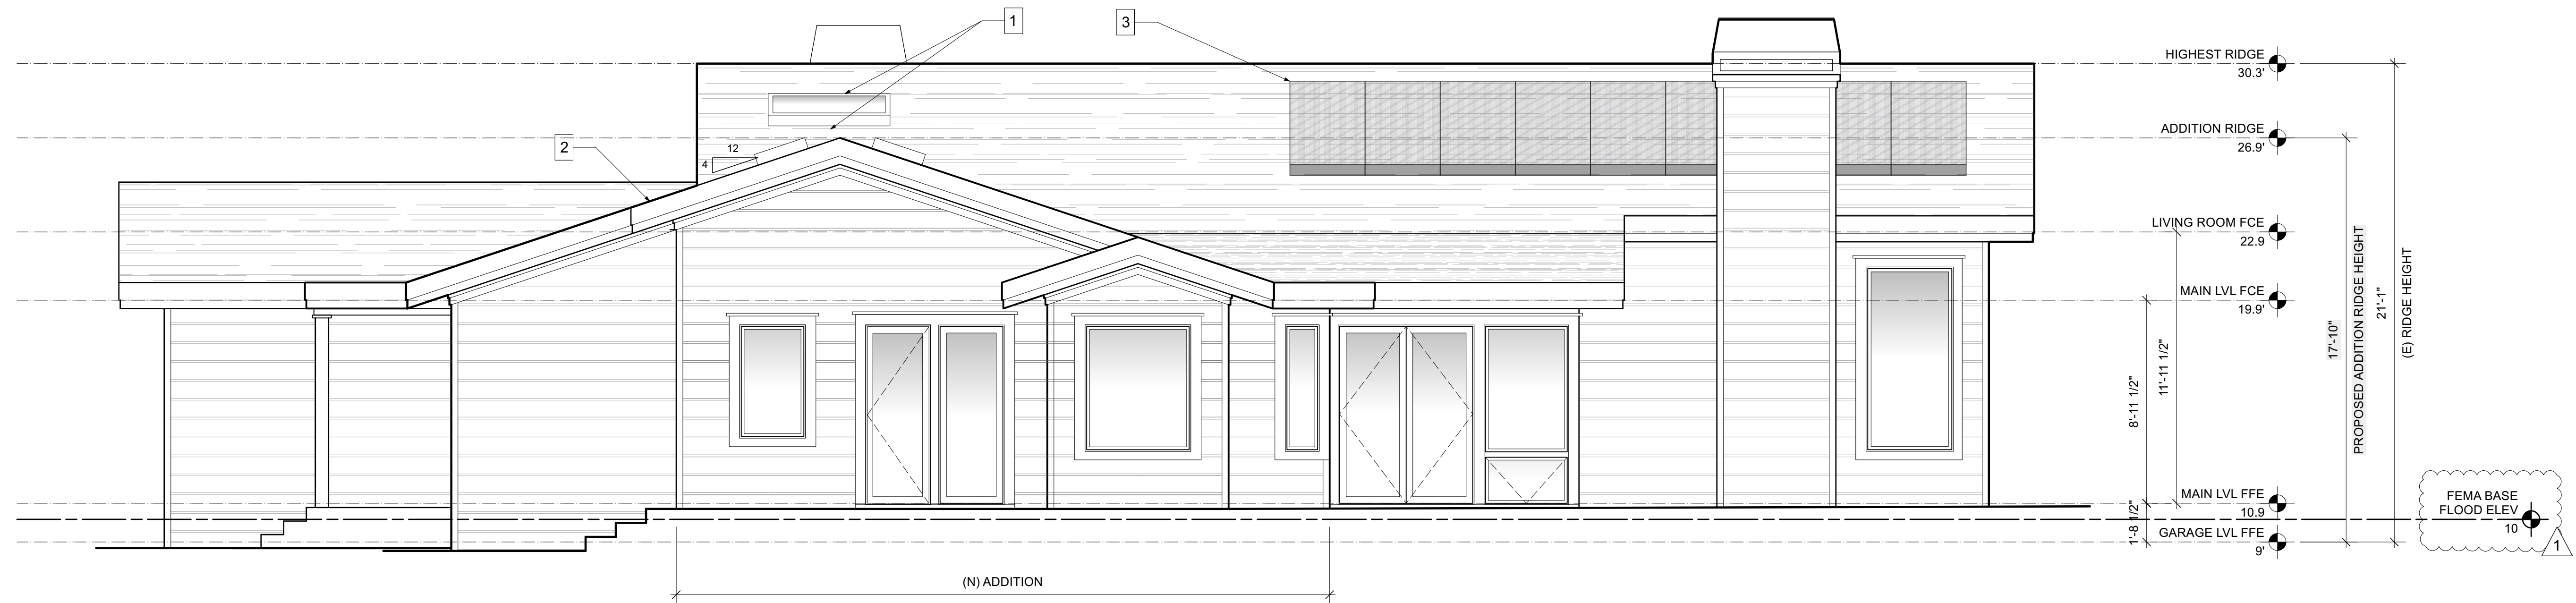 1
3
2
12
4
HIGHEST RIDGE
30.3'
ADDITION RIDGE
26.9'
LIVING ROOM FCE
22.9
MAIN LVL FCE
19.9'
MAIN LVL FFE
10.9
GARAGE LVL FFE
9'
8'-11 1/2"
1'-8 1/2"
11'-11 1/2"
17'-10"
PROPOSED ADDITION RIDGE HEIGHT
21'-1"
(E) RIDGE HEIGHT
FEMA BASE
FLOOD ELEV
10
1
(N) ADDITION